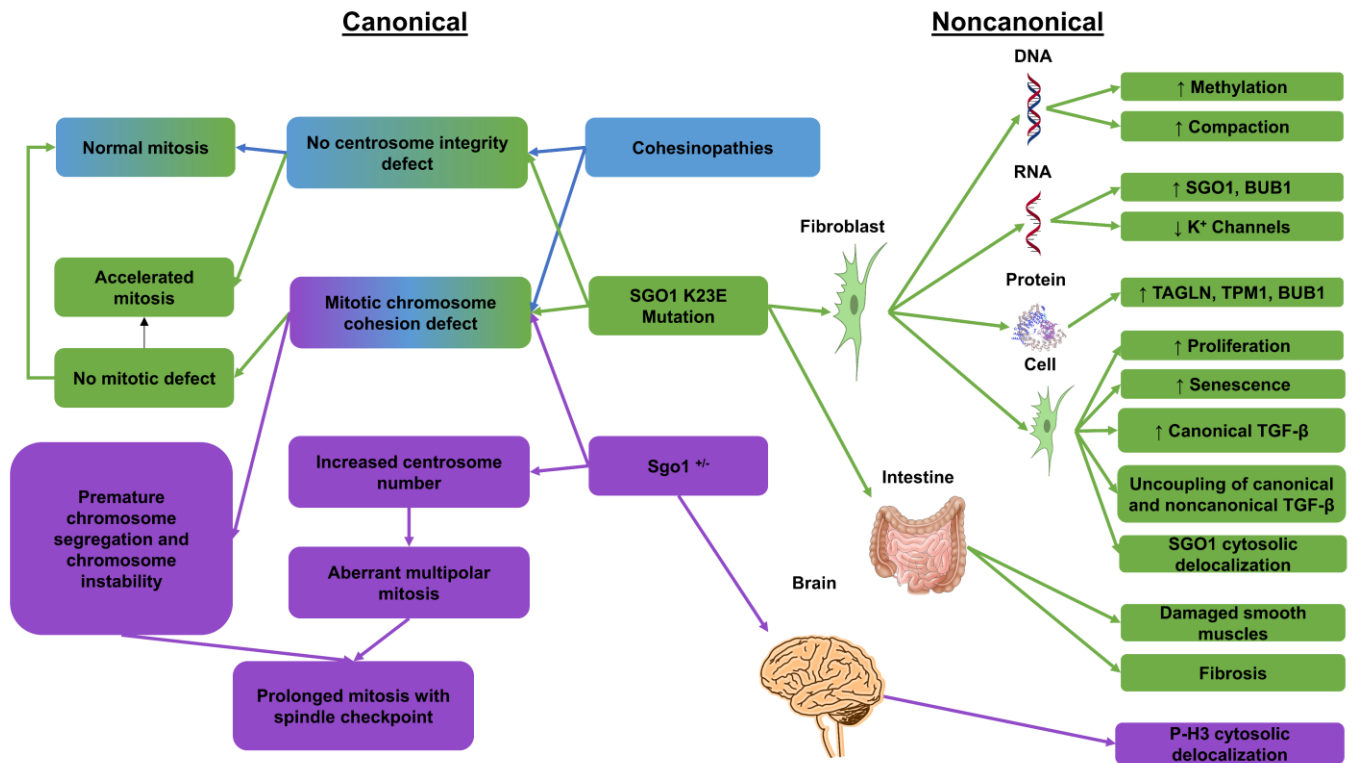 Canonical
Noncanonical
DNA
↑ Methylation
↑ Compaction
Normal mitosis
No centrosome integrity
defect
Cohesinopathies
RNA
↑ SGO1, BUB1
↓ K⁺ Channels
Fibroblast
Accelerated
mitosis
Mitotic chromosome
cohesion defect
SGO1 K23E
Mutation
Protein
↑ TAGLN, TPM1, BUB1
No mitotic defect
Cell
↑ Proliferation
↑ Senescence
↑ Canonical TGF-β
Uncoupling of canonical
and noncanonical TGF-β
SGO1 cytosolic
delocalization
Increased centrosome
number
Sgo1 +/-
Intestine
Premature
chromosome
segregation and
chromosome
instability
Aberrant multipolar
mitosis
Brain
Damaged smooth
muscles
Fibrosis
Prolonged mitosis with
spindle checkpoint
P-H3 cytosolic
delocalization